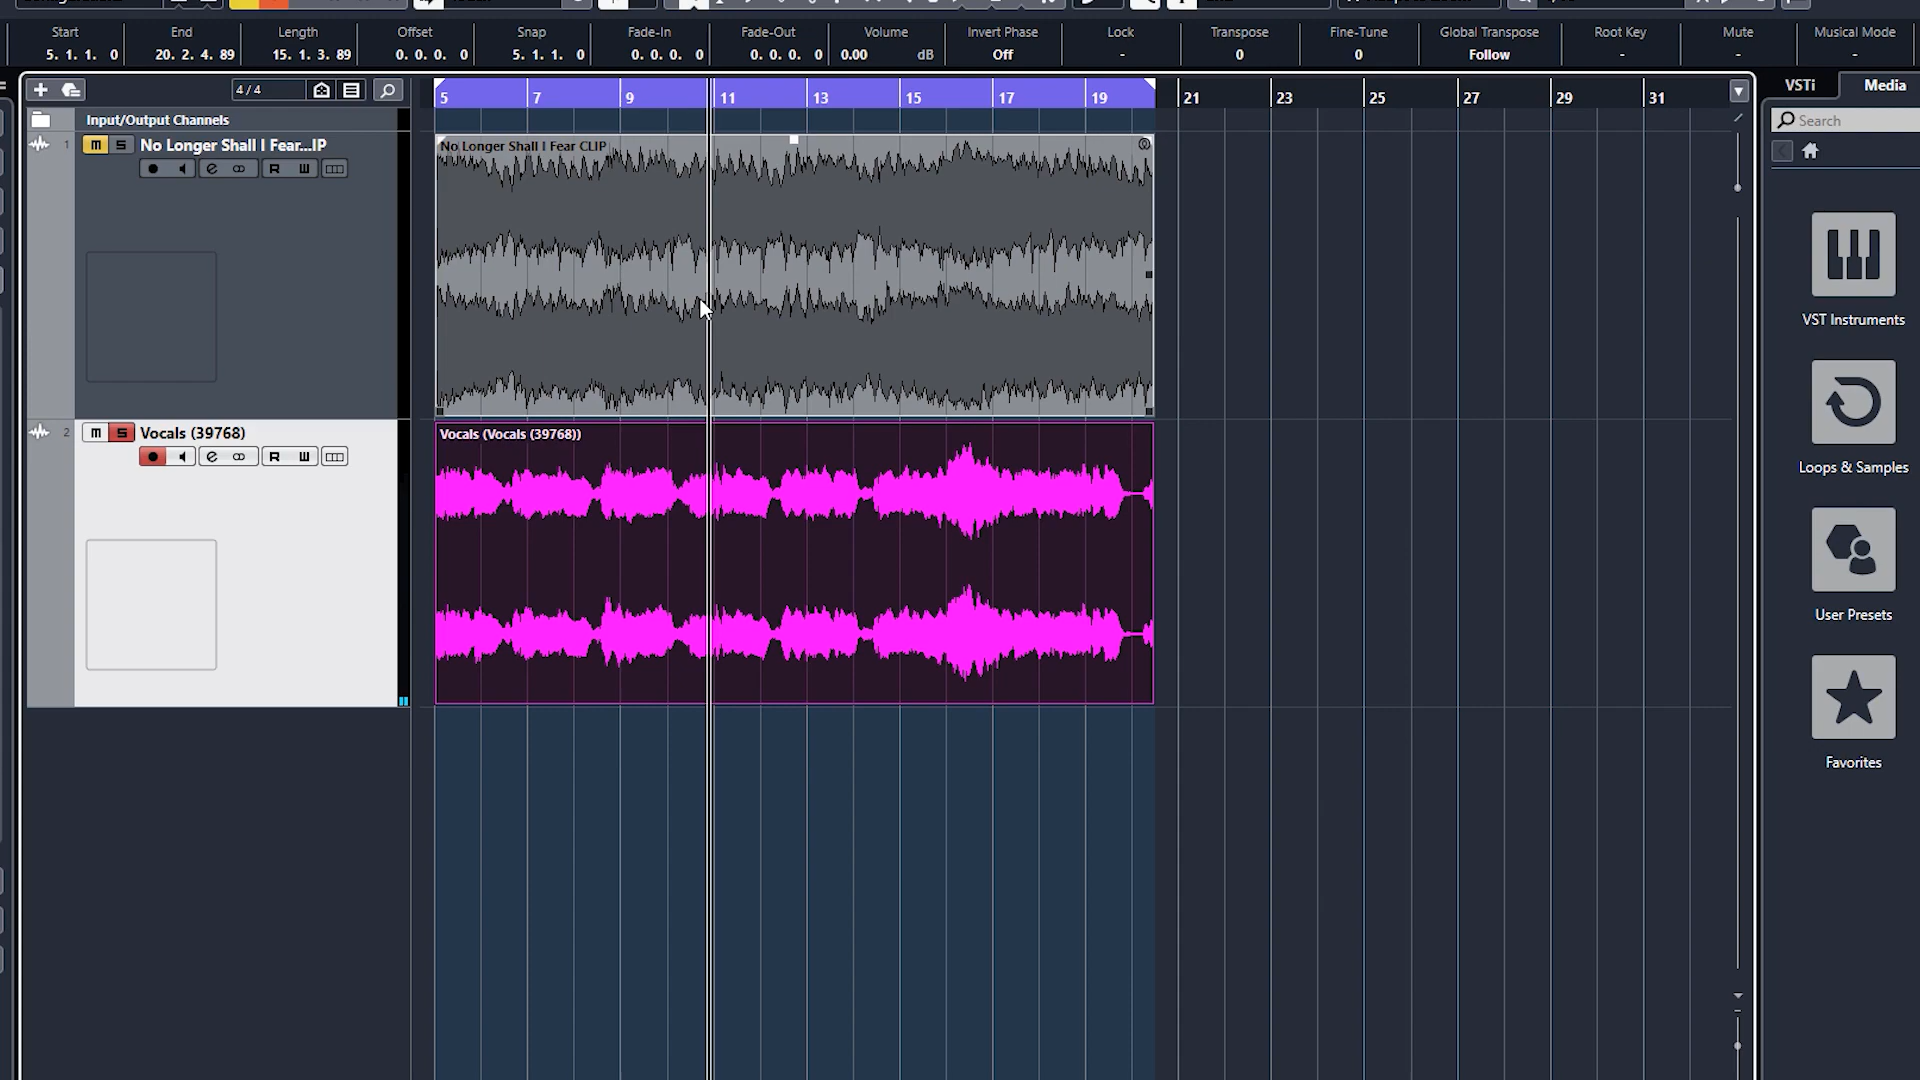 Start End Length Offset Snap Fade-In Fade-Out Volume Invert Phase Lock Transpose Fine-Tune Global Transpose Root Key Mute Musical Mode
5. 1. 1. 0 20. 2. 4. 89 15. 1. 3. 89 0. 0. 0. 0 5. 1. 1. 0 0. 0. 0. 0 0. 0. 0. 0 0.00 dB Off - 0 0 Follow - - -
4 / 4
5 7 9 11 13 15 17 19 21 23 25 27 29 31
VSTi Media
Search
Input/Output Channels
1 m S No Longer Shall I Fear...IP
R W
No Longer Shall I Fear CLIP
VST Instruments
Loops & Samples
2 m S Vocals (39768)
R W
Vocals (Vocals (39768))
User Presets
Favorites